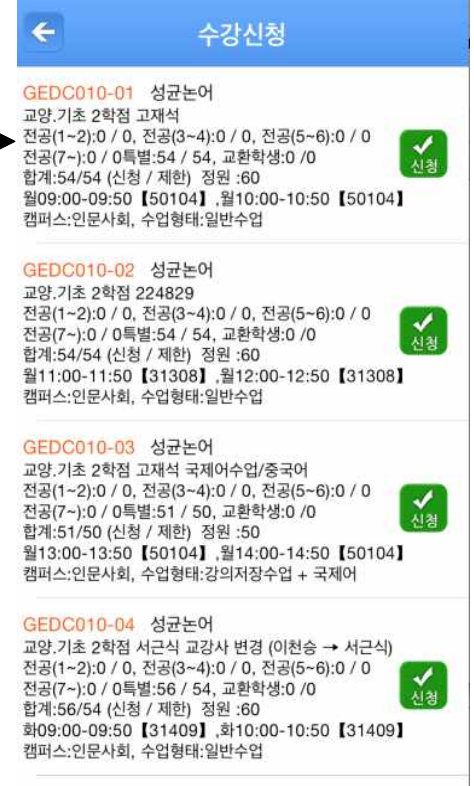 수강신청
GEDC010-01 성균논어
교양.기초 2학점 고재석
전공(1~2):0 / 0, 전공(3~4):0 / 0, 전공(5~6):0 / 0
전공(7~):0 / 0특별:54 / 54, 교환학생:0 /0
합계:54/54 (신청 / 제한) 정원 :60
신청
월09:00-09:50【50104】,월10:00-10:50【50104】
캠퍼스:인문사회, 수업형태:일반수업
GEDC010-02 성균논어
교양.기초 2학점 224829
전공(1~2):0 / 0, 전공(3~4):0 / 0, 전공(5~6):0 / 0
전공(7~):0 / 0특별:54 / 54, 교환학생:0 /0
합계:54/54 (신청 / 제한) 정원 :60
신청
월11:00-11:50【31308】,월12:00-12:50【31308】
캠퍼스:인문사회, 수업형태:일반수업
GEDC010-03 성균논어
교양.기초 2학점 고재석 국제어수업/중국어
전공(1~2):0 / 0, 전공(3~4):0 / 0, 전공(5~6):0 / 0
전공(7~):0 / 0특별:51 / 50, 교환학생:0 /0
합계:51/50 (신청 / 제한) 정원 :50
신청
월13:00-13:50【50104】,월14:00-14:50【50104】
캠퍼스:인문사회, 수업형태:강의저장수업 + 국제어
GEDC010-04 성균논어
교양.기초 2학점 서근식 교강사 변경 (이천승 → 서근식)
전공(1~2):0 / 0, 전공(3~4):0 / 0, 전공(5~6):0 / 0
전공(7~):0 / 0특별:56 / 54, 교환학생:0 /0
합계:56/54 (신청 / 제한) 정원 :60
신청
화09:00-09:50【31409】,화10:00-10:50【31409】
캠퍼스:인문사회, 수업형태:일반수업